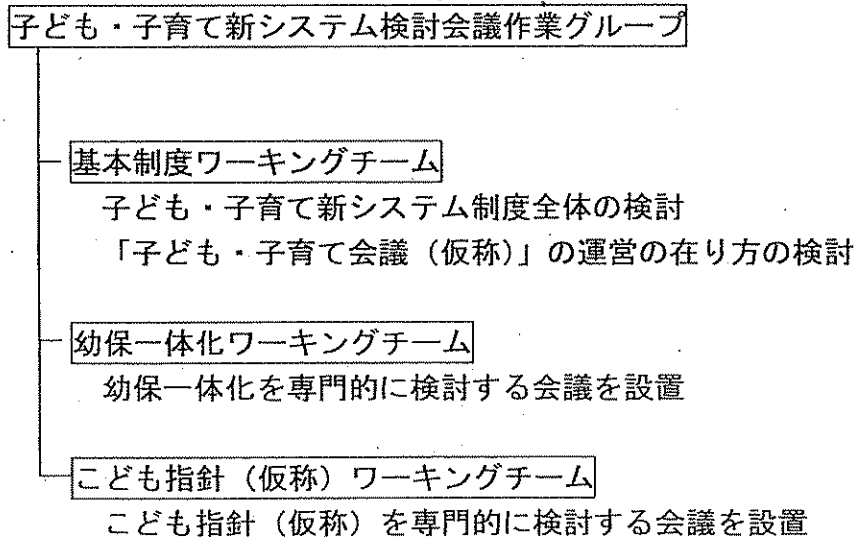 子ども・子育て新システム検討会議作業グループ
基本制度ワーキングチーム
子ども・子育て新システム制度全体の検討
「子ども・子育て会議（仮称）」の運営の在り方の検討
幼保一体化ワーキングチーム
幼保一体化を専門的に検討する会議を設置
こども指針（仮称）ワーキングチーム
こども指針（仮称）を専門的に検討する会議を設置